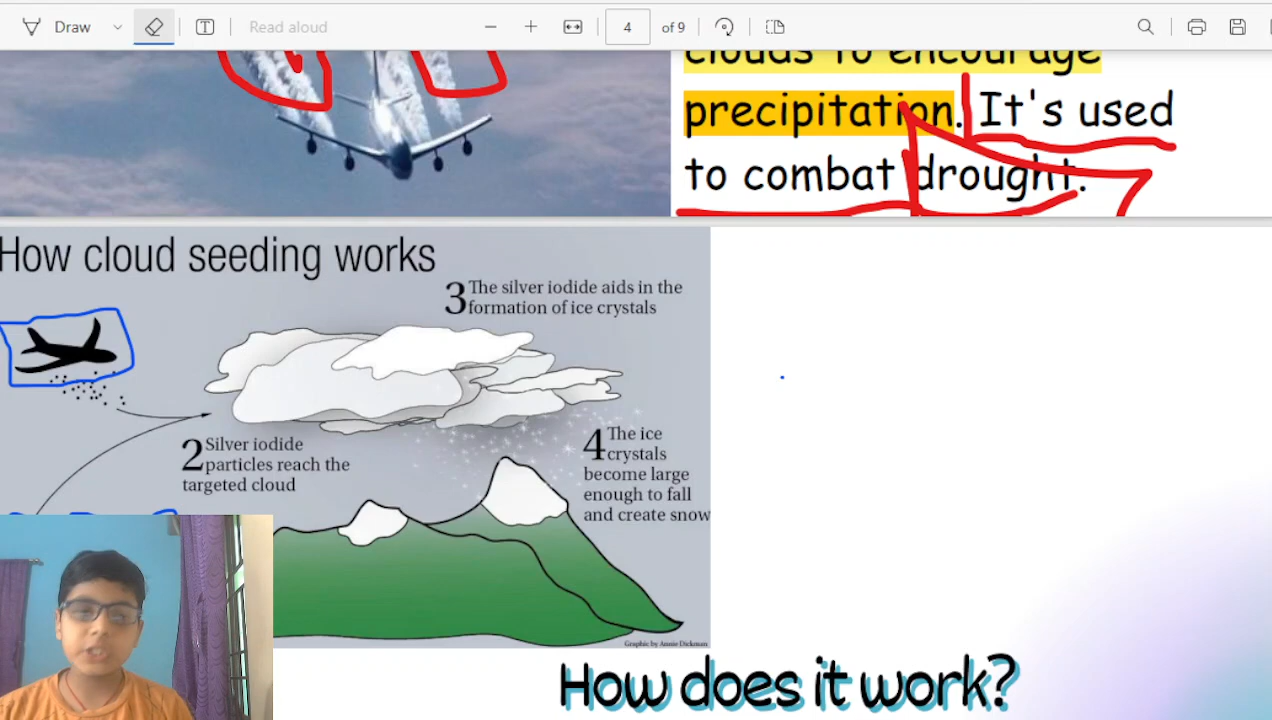 Draw
Read aloud
4
of 9
clouds to encourage
precipitation. It's used
to combat drought.
How cloud seeding works
3 The silver iodide aids in the
formation of ice crystals
2 Silver iodide
particles reach the
targeted cloud
4 The ice
crystals
become large
enough to fall
and create snow
Graphic by Annie Dickman
How does it work?